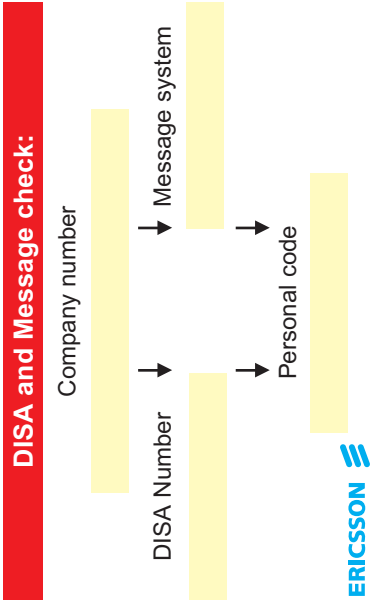 DISA and Message check:
Company number
DISA Number
Message system
Personal code
ERICSSON